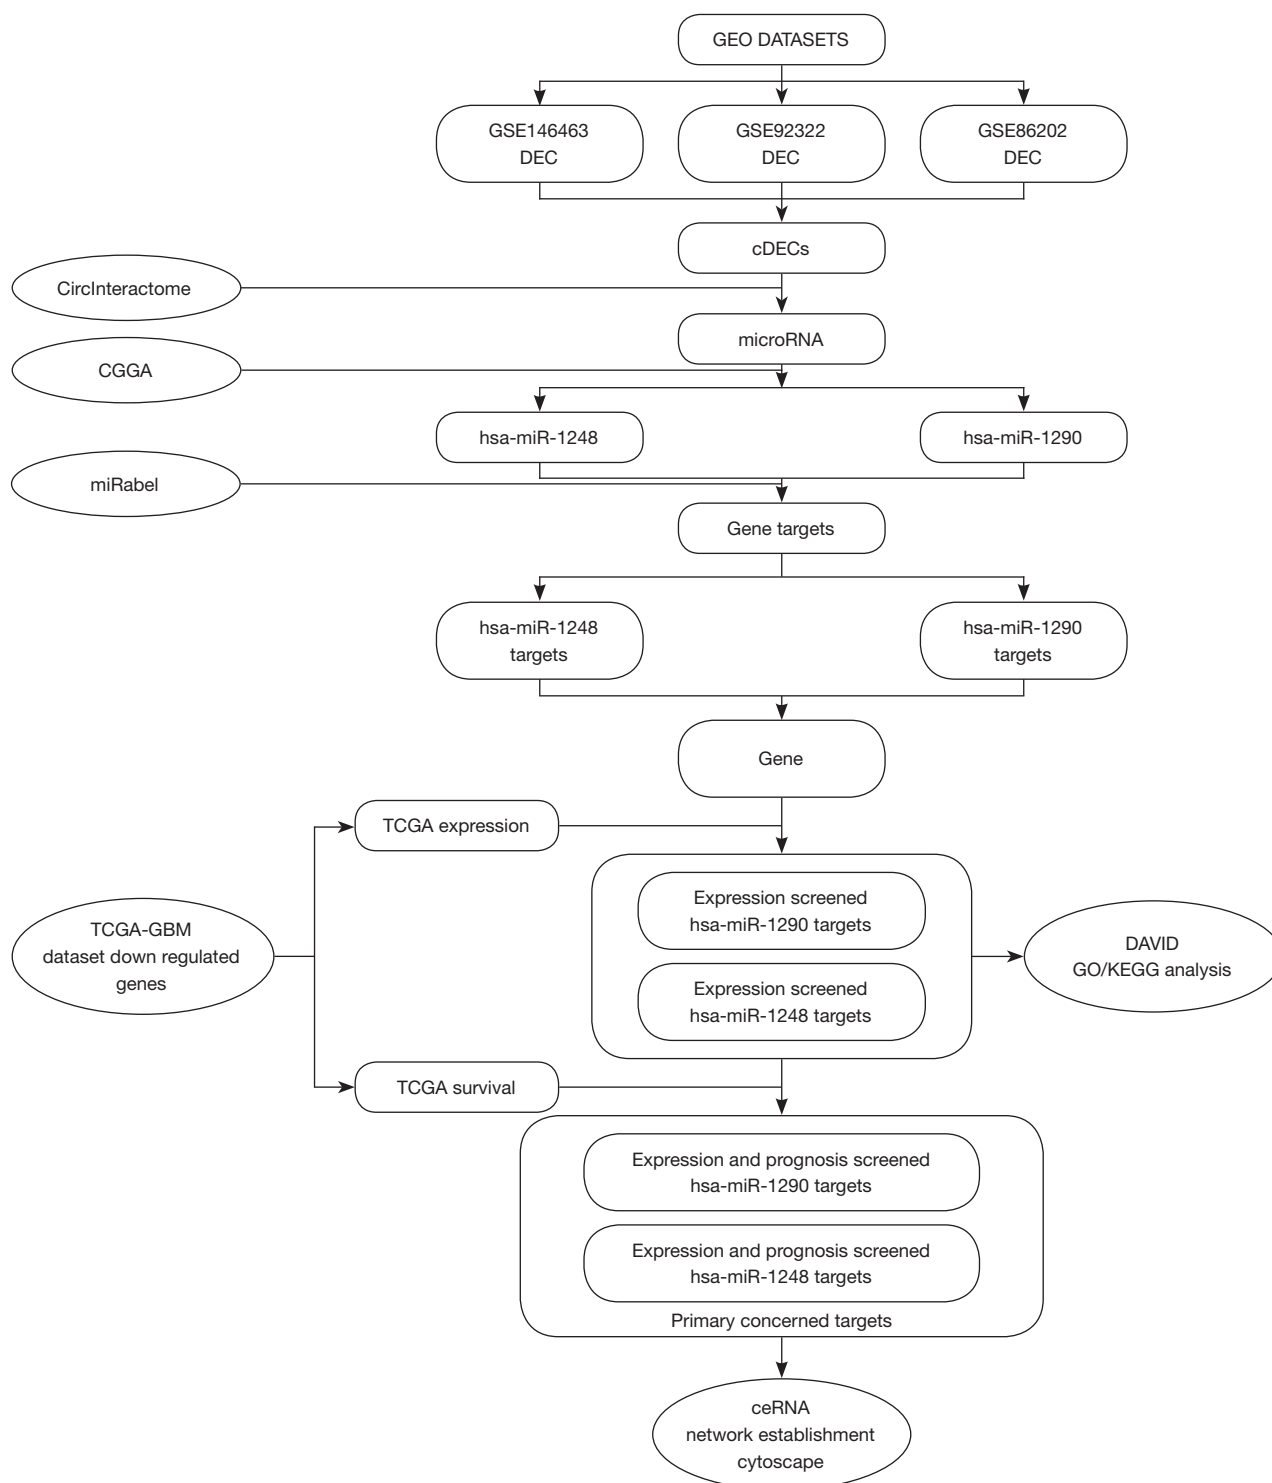 GEO DATASETS
GSE146463
DEC
GSE92322
DEC
GSE86202
DEC
cDECs
CircInteractome
microRNA
CGGA
hsa-miR-1248
hsa-miR-1290
miRabel
Gene targets
hsa-miR-1248
targets
hsa-miR-1290
targets
Gene
TCGA expression
Expression screened
hsa-miR-1290 targets
TCGA-GBM
dataset down regulated
genes
DAVID
GO/KEGG analysis
Expression screened
hsa-miR-1248 targets
TCGA survival
Expression and prognosis screened
hsa-miR-1290 targets
Expression and prognosis screened
hsa-miR-1248 targets
Primary concerned targets
ceRNA
network establishment
cytoscape